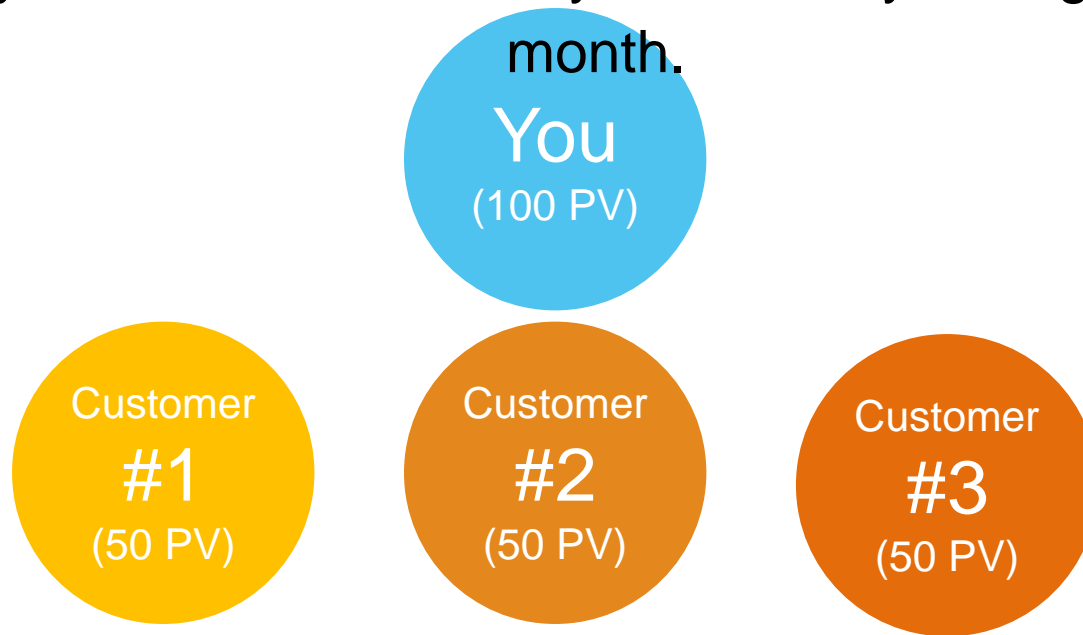 month.
You
(100 PV)
Customer
#1
(50 PV)
Customer
#2
(50 PV)
Customer
#3
(50 PV)